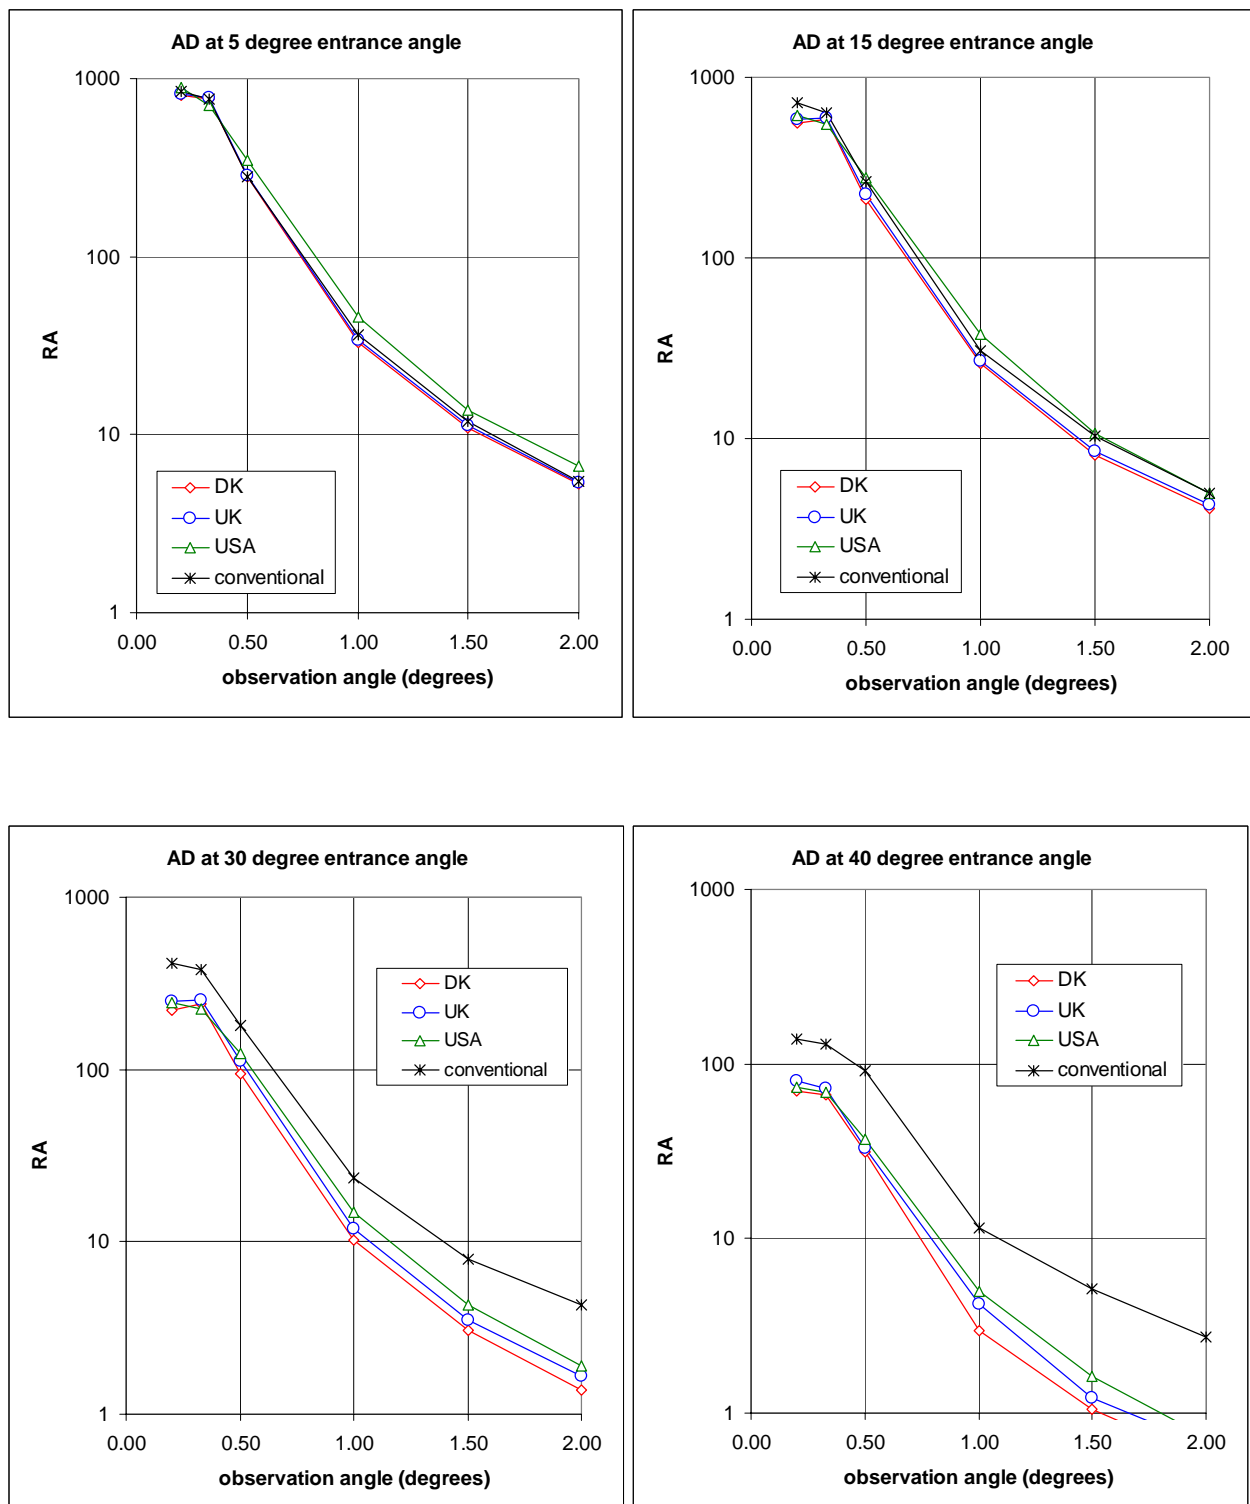 AD at 5 degree entrance angle
1000
100
10
1
RA
DK
UK
USA
conventional
0.00 0.50 1.00 1.50 2.00
observation angle (degrees)
AD at 15 degree entrance angle
1000
100
10
1
RA
DK
UK
USA
conventional
0.00 0.50 1.00 1.50 2.00
observation angle (degrees)
AD at 30 degree entrance angle
1000
100
10
1
RA
DK
UK
USA
conventional
0.00 0.50 1.00 1.50 2.00
observation angle (degrees)
AD at 40 degree entrance angle
1000
100
10
1
RA
DK
UK
USA
conventional
0.00 0.50 1.00 1.50 2.00
observation angle (degrees)